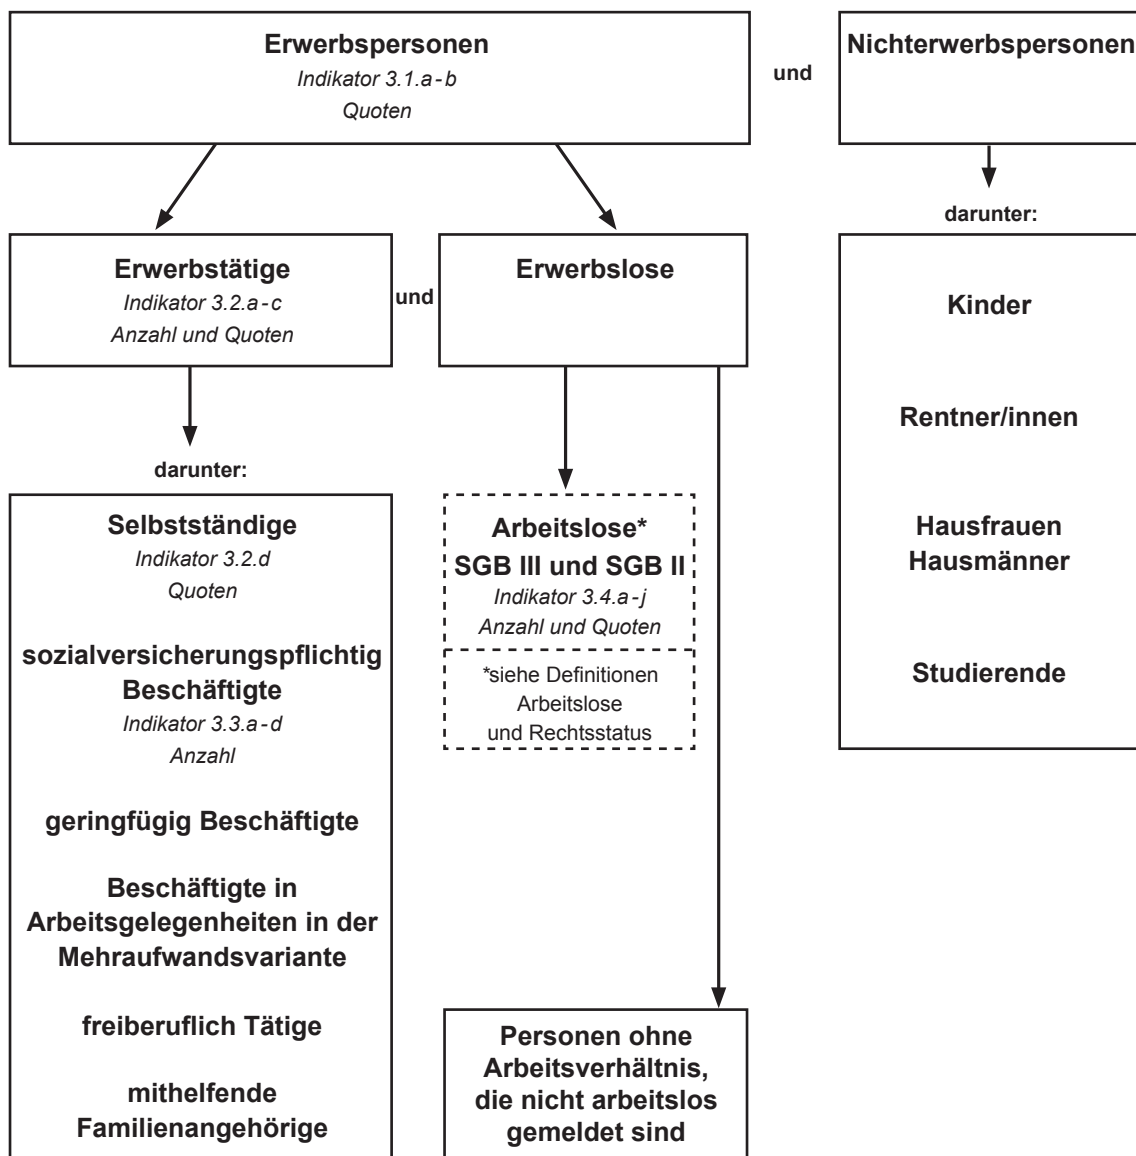 Erwerbspersonen
Indikator 3.1.a-b
Quoten
und
Nichterwerbspersonen
darunter:
Erwerbstätige
Indikator 3.2.a-c
Anzahl und Quoten
und
Erwerbslose
Kinder
Rentner/innen
Hausfrauen
Hausmänner
Studierende
darunter:
Selbstständige
Indikator 3.2.d
Quoten
sozialversicherungspflichtig
Beschäftigte
Indikator 3.3.a-d
Anzahl
geringfügig Beschäftigte
Beschäftigte in
Arbeitsgelegenheiten in der
Mehraufwandsvariante
freiberuflich Tätige
mithelfende
Familienangehörige
Arbeitslose*
SGB III und SGB II
Indikator 3.4.a-j
Anzahl und Quoten
*siehe Definitionen
Arbeitslose
und Rechtsstatus
Personen ohne
Arbeitsverhältnis,
die nicht arbeitslos
gemeldet sind